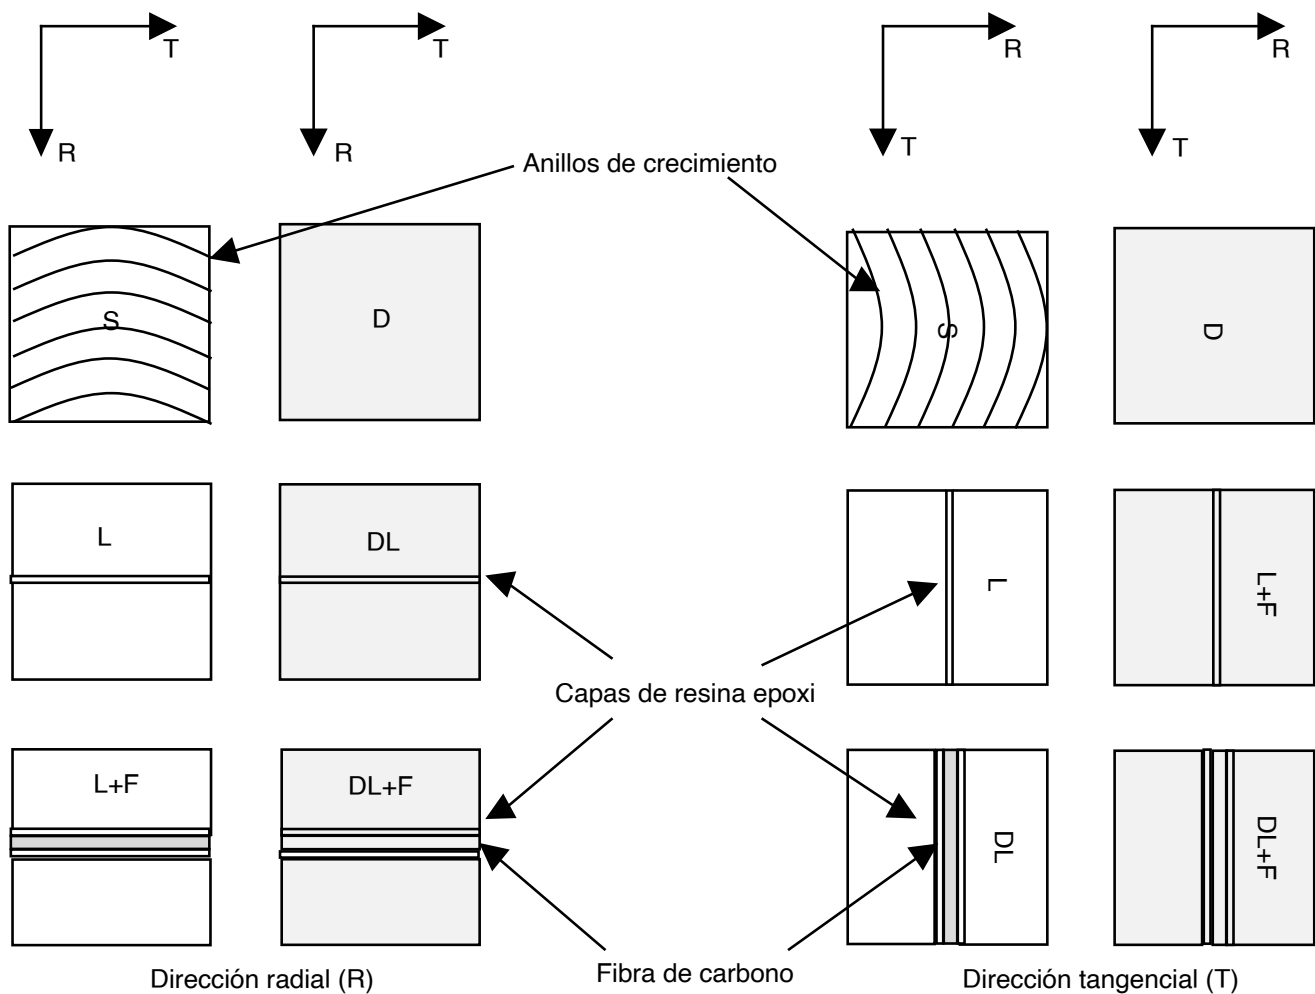 T
T
R
R
R
R
T
T
Anillos de crecimiento
S
D
S
D
L
DL
L
L+F
Capas de resina epoxi
L+F
DL+F
DL
DL+F
Fibra de carbono
Dirección radial (R)
Dirección tangencial (T)